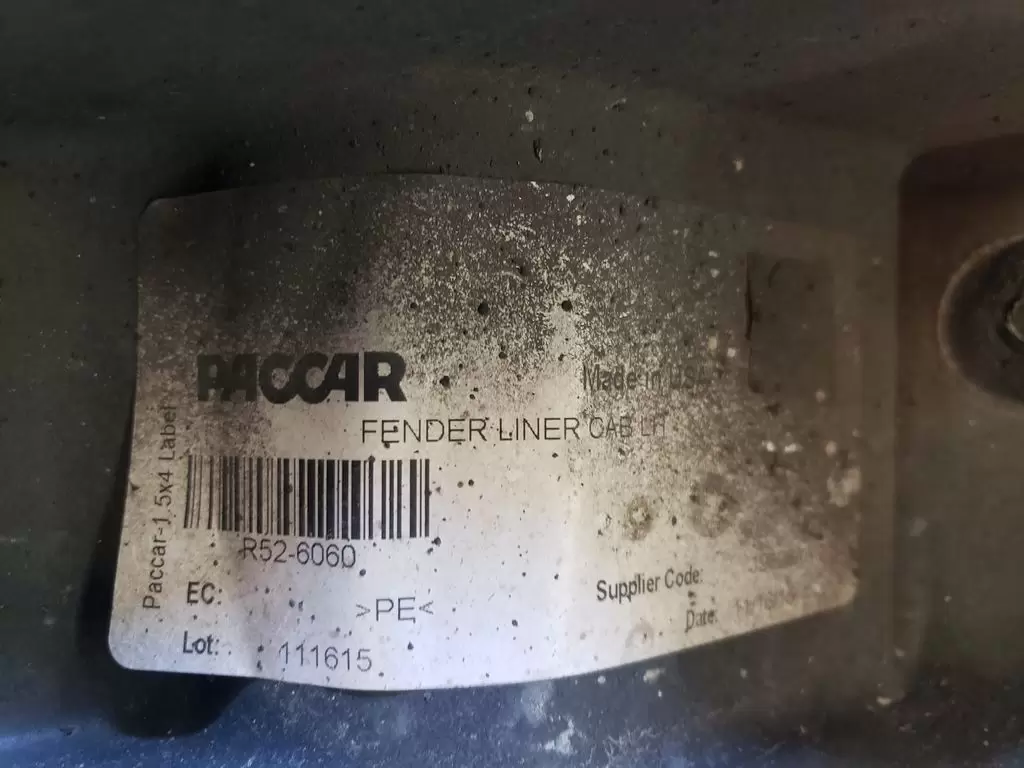 PACCAR
Made in USA
FENDER LINER CAB LH
Paccar-1.5x4 Label
R52-6060
EC:
>PE<
Supplier Code:
Date:
Lot: 111615